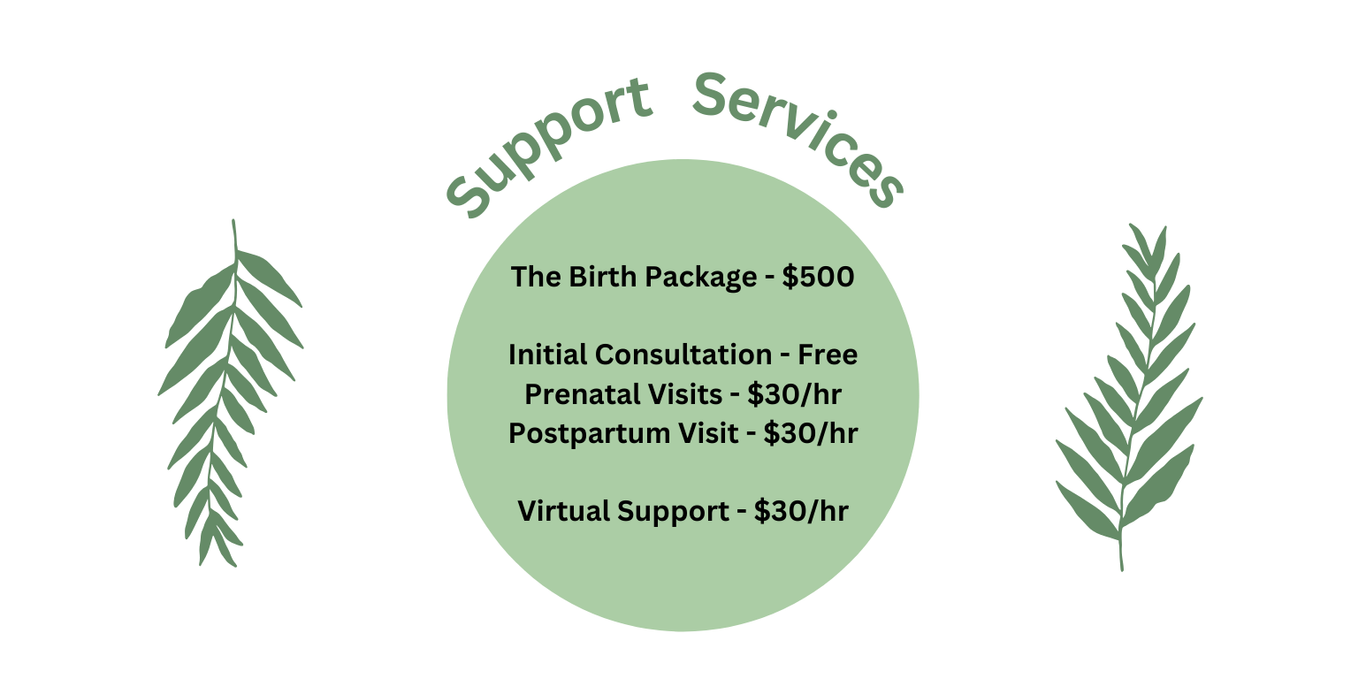 Support Services
The Birth Package - $500
Initial Consultation - Free
Prenatal Visits - $30/hr
Postpartum Visit - $30/hr
Virtual Support - $30/hr